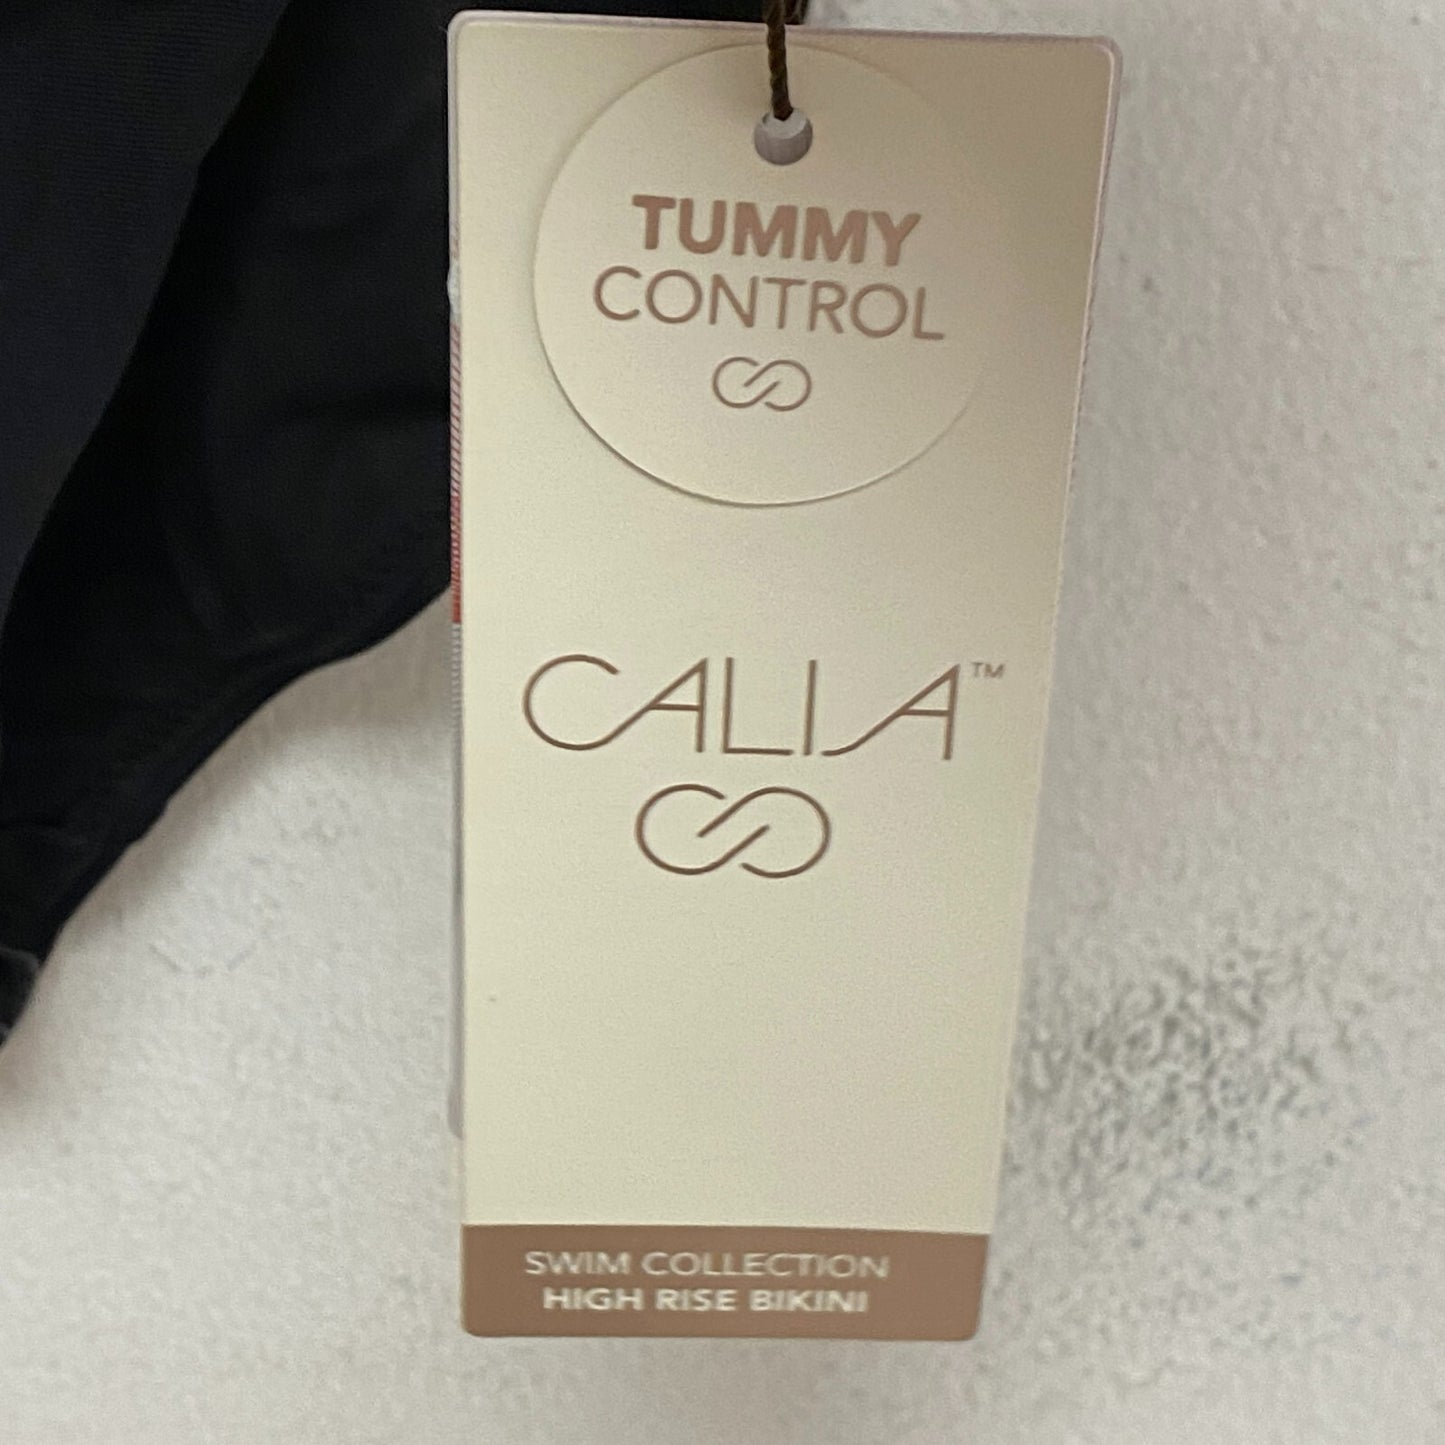 TUMMY
CONTROL
CALIA™
SWIM COLLECTION
HIGH RISE BIKINI